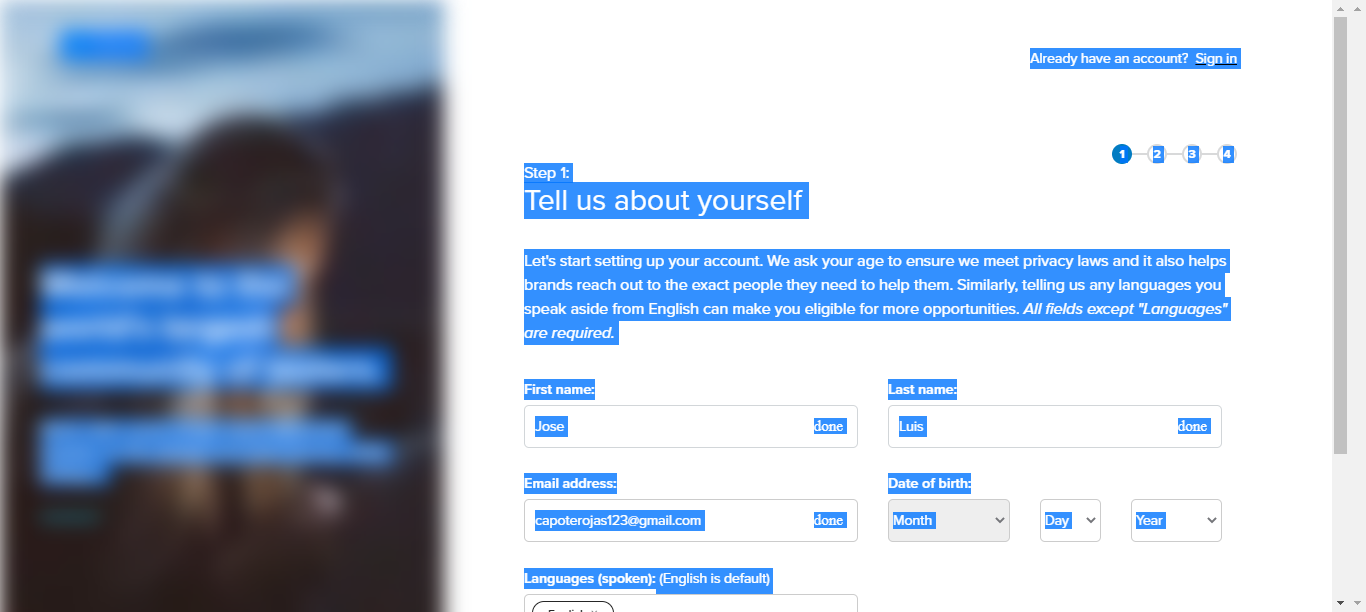 Already have an account? Sign in
1 2 3 4
Step 1:
Tell us about yourself
Let's start setting up your account. We ask your age to ensure we meet privacy laws and it also helps
brands reach out to the exact people they need to help them. Similarly, telling us any languages you
speak aside from English can make you eligible for more opportunities. All fields except "Languages"
are required.
First name: Last name:
Jose done Luis done
Email address: Date of birth:
capoterojas123@gmail.com done Month Day Year
Languages (spoken): (English is default)